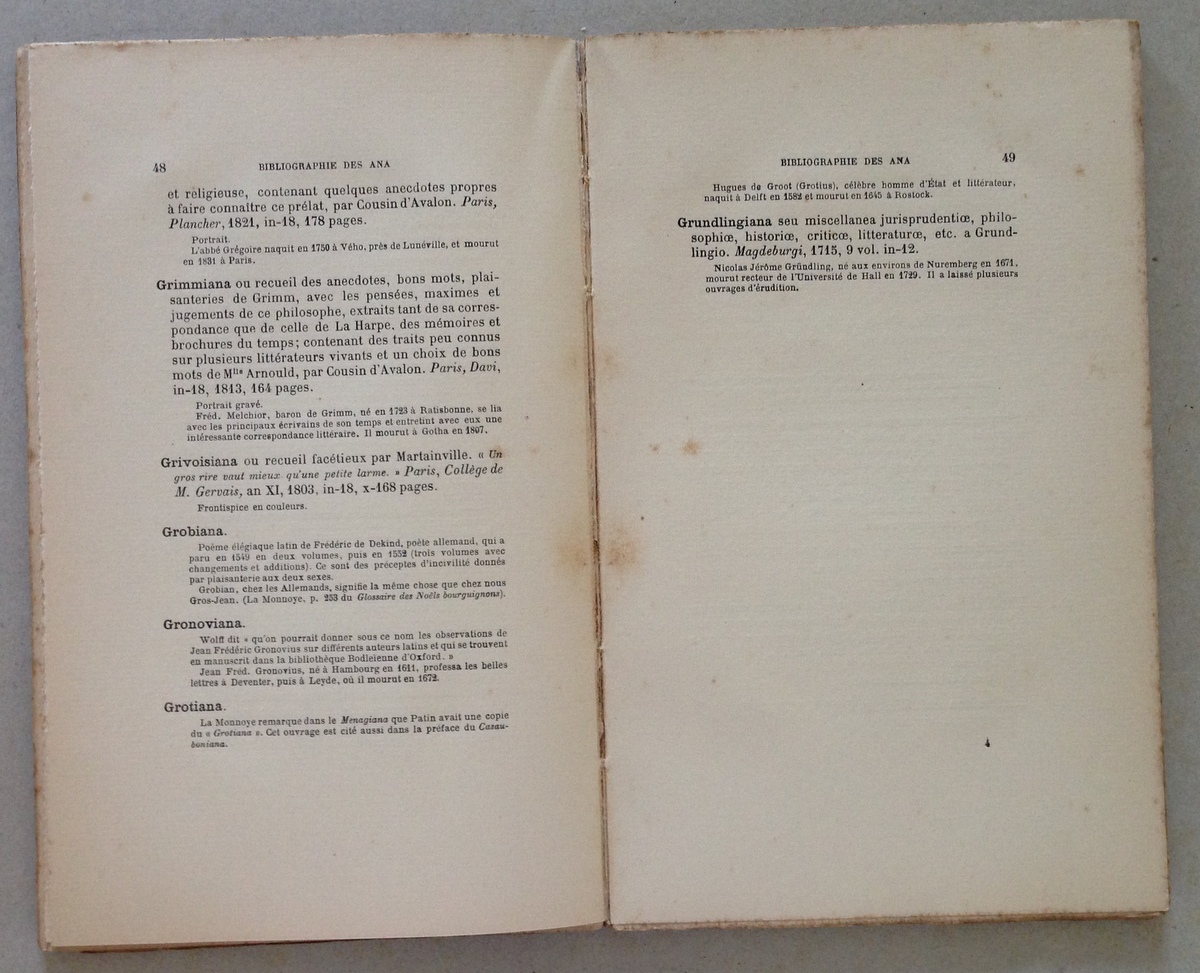 48
BIBLIOGRAPHIE DES ANA
et religieuse, contenant quelques anecdotes propres
à faire connaître ce prélat, par Cousin d'Avalon. Paris,
Plancher, 1821, in-18, 178 pages.
Portrait.
L'abbé Grégoire naquit en 1750 à Vého, près de Lunéville, et mourut
en 1831 à Paris.
Grimmiana ou recueil des anecdotes, bons mots, plai-
santeries de Grimm, avec les pensées, maximes et
jugements de ce philosophe, extraits tant de sa corres-
pondance que de celle de La Harpe, des mémoires et
brochures du temps; contenant des traits peu connus
sur plusieurs littérateurs vivants et un choix de bons
mots de Mlle Arnould, par Cousin d'Avalon. Paris, Davi,
in-18, 1813, 164 pages.
Portrait gravé.
Fréd. Melchior, baron de Grimm, né en 1723 à Ratisbonne, se lia
avec les principaux écrivains de son temps et entretint avec eux une
intéressante correspondance littéraire. Il mourut à Gotha en 1807.
Grivoisiana ou recueil facétieux par Martainville. « Un
gros rire vaut mieux qu'une petite larme. » Paris, Collège de
M. Gervais, an XI, 1803, in-18, x-168 pages.
Frontispice en couleurs.
Grobiana.
Poème élégiaque latin de Frédéric de Dekind, poète allemand, qui a
paru en 1549 en deux volumes, puis en 1552 (trois volumes avec
changements et additions). Ce sont des préceptes d'incivilité donnés
par plaisanterie aux deux sexes.
Grobian, chez les Allemands, signifie la même chose que chez nous
Gros-Jean. (La Monnoye, p. 253 du Glossaire des Noëls bourguignons).
Gronoviana.
Wolff dit « qu'on pourrait donner sous ce nom les observations de
Jean Frédéric Gronovius sur différents auteurs latins et qui se trouvent
en manuscrit dans la bibliothèque Bodleïenne d'Oxford. »
Jean Fréd. Gronovius, né à Hambourg en 1611, professa les belles
lettres à Deventer, puis à Leyde, où il mourut en 1672.
Grotiana.
La Monnoye remarque dans le Menagiana que Patin avait une copie
du « Grotiana ». Cet ouvrage est cité aussi dans la préface du Casau-
boniana.
BIBLIOGRAPHIE DES ANA
49
Hugues de Groot (Grotius), célèbre homme d'État et littérateur,
naquit à Delft en 1582 et mourut en 1645 à Rostock.
Grundlingiana seu miscellanea jurisprudentiœ, philo-
sophiœ, historiœ, criticœ, litteraturœ, etc. a Grund-
lingio. Magdeburgi, 1715, 9 vol. in-12.
Nicolas Jérôme Gründling, né aux environs de Nuremberg en 1671,
mourut recteur de l'Université de Hall en 1729. Il a laissé plusieurs
ouvrages d'érudition.
4